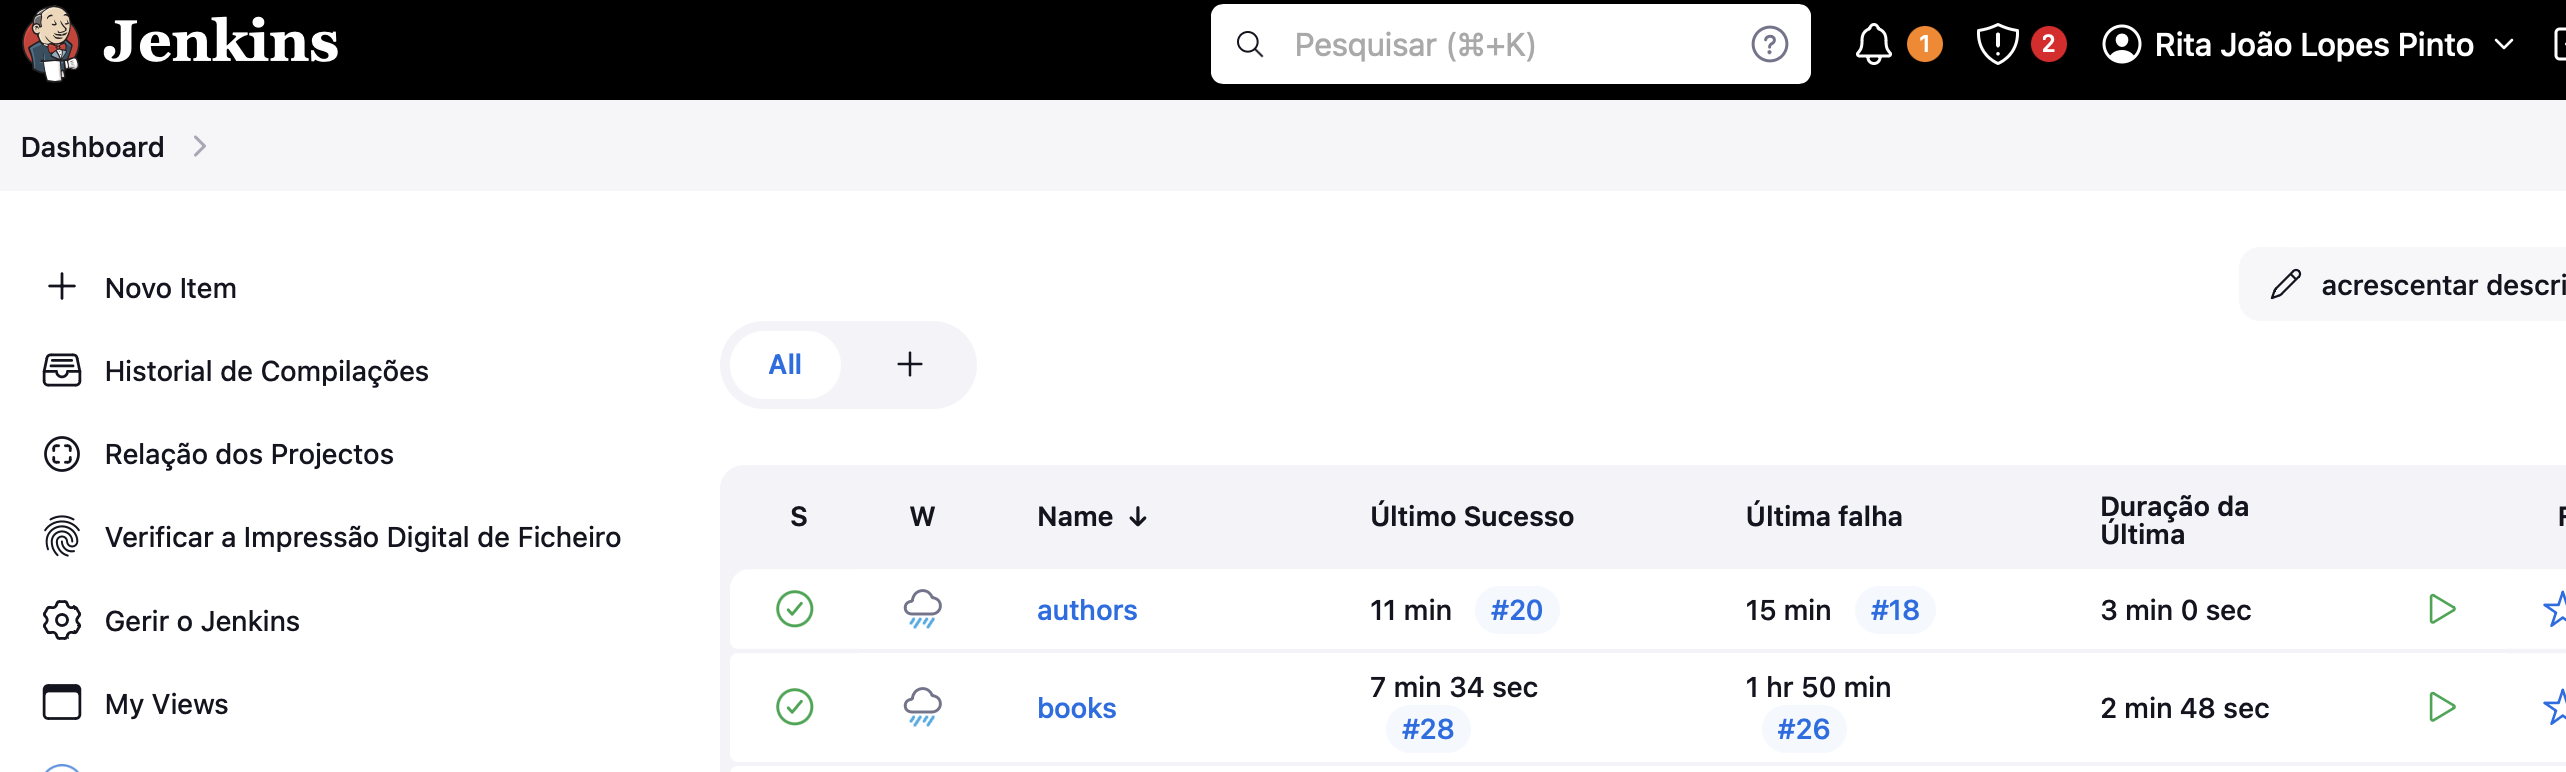 Jenkins
Pesquisar (⌘+K)
1
2
Rita João Lopes Pinto
Dashboard
Novo Item
Historial de Compilações
Relação dos Projectos
Verificar a Impressão Digital de Ficheiro
Gerir o Jenkins
My Views
acrescentar descri
All
S W Name ↓ Último Sucesso Última falha Duração da Última F
authors 11 min #20 15 min #18 3 min 0 sec
books 7 min 34 sec #28 1 hr 50 min #26 2 min 48 sec